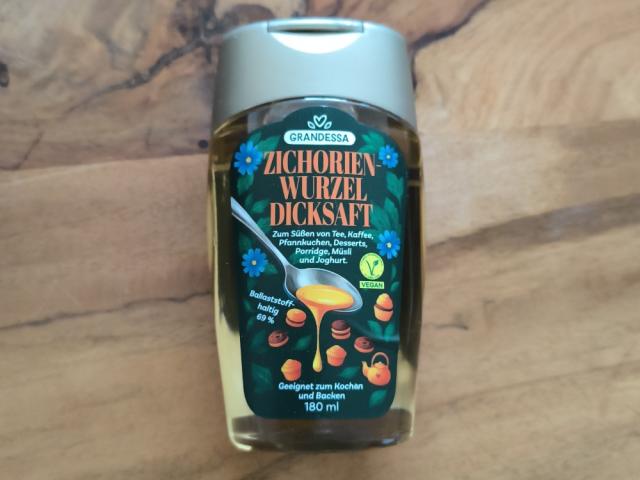 GRANDESSA
ZICHORIEN-
WURZEL
DICKSAFT
Zum Süßen von Tee, Kaffee,
Pfannkuchen, Desserts,
Porridge, Müsli
und Joghurt.
VEGAN
Ballaststoff-
haltig
69 %
Geeignet zum Kochen
und Backen
180 ml